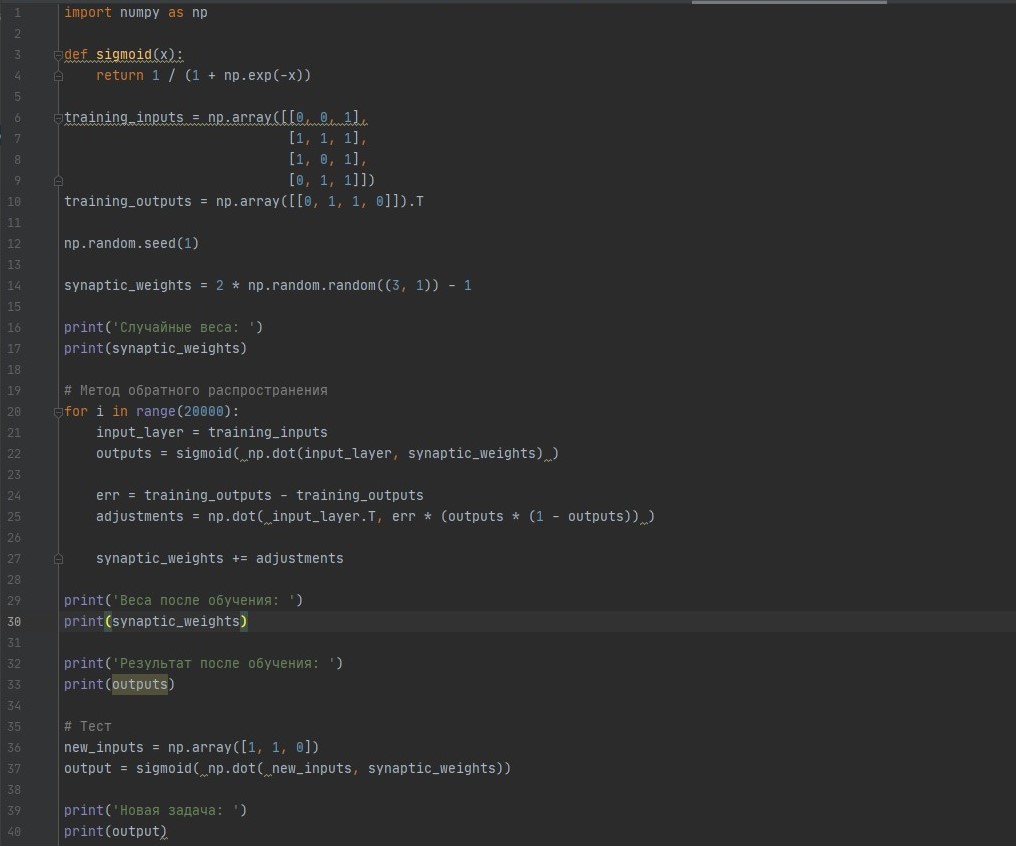 1 import numpy as np
2
3 def sigmoid(x):
4     return 1 / (1 + np.exp(-x))
5
6 training_inputs = np.array([[0, 0, 1],
7                             [1, 1, 1],
8                             [1, 0, 1],
9                             [0, 1, 1]])
10 training_outputs = np.array([[0, 1, 1, 0]]).T
11
12 np.random.seed(1)
13
14 synaptic_weights = 2 * np.random.random((3, 1)) - 1
15
16 print('Случайные веса: ')
17 print(synaptic_weights)
18
19 # Метод обратного распространения
20 for i in range(20000):
21     input_layer = training_inputs
22     outputs = sigmoid( np.dot(input_layer, synaptic_weights) )
23
24     err = training_outputs - training_outputs
25     adjustments = np.dot( input_layer.T, err * (outputs * (1 - outputs)) )
26
27     synaptic_weights += adjustments
28
29 print('Веса после обучения: ')
30 print(synaptic_weights)
31
32 print('Результат после обучения: ')
33 print(outputs)
34
35 # Тест
36 new_inputs = np.array([1, 1, 0])
37 output = sigmoid( np.dot( new_inputs, synaptic_weights))
38
39 print('Новая задача: ')
40 print(output)